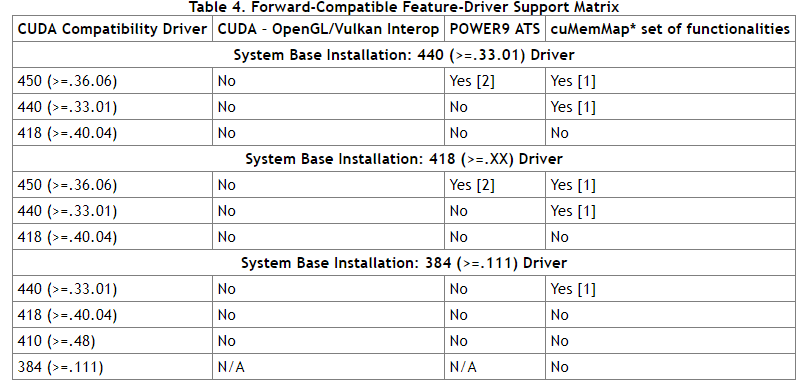 Table 4. Forward-Compatible Feature-Driver Support Matrix
CUDA Compatibility Driver CUDA – OpenGL/Vulkan Interop POWER9 ATS cuMemMap* set of functionalities
System Base Installation: 440 (>=.33.01) Driver
450 (>=.36.06) No Yes [2] Yes [1]
440 (>=.33.01) No No Yes [1]
418 (>=.40.04) No No No
System Base Installation: 418 (>=.XX) Driver
450 (>=.36.06) No Yes [2] Yes [1]
440 (>=.33.01) No No Yes [1]
418 (>=.40.04) No No No
System Base Installation: 384 (>=.111) Driver
440 (>=.33.01) No No Yes [1]
418 (>=.40.04) No No No
410 (>=.48) No No No
384 (>=.111) N/A N/A No